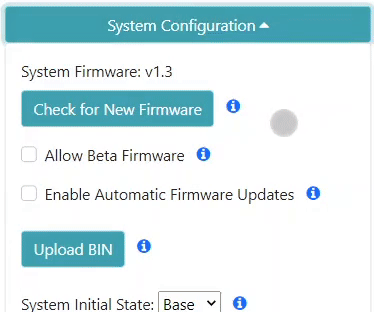 System Configuration
System Firmware: v1.3
Check for New Firmware
Allow Beta Firmware
Enable Automatic Firmware Updates
Upload BIN
System Initial State: Base